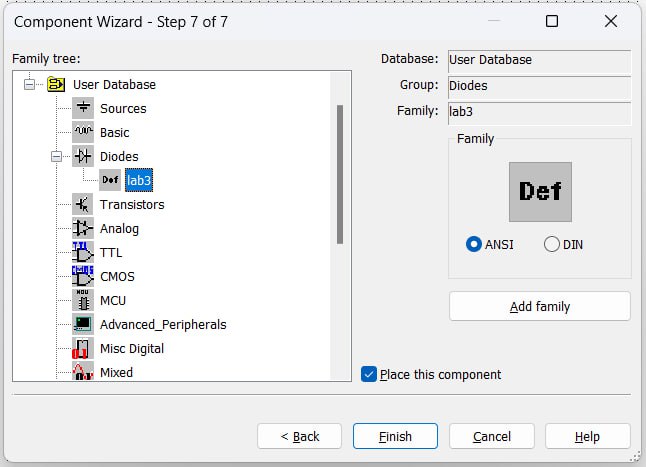 Component Wizard - Step 7 of 7
Family tree:
User Database
Sources
Basic
Diodes
Def lab3
Transistors
Analog
TTL
CMOS
MCU
Advanced_Peripherals
Misc Digital
Mixed
Database: User Database
Group: Diodes
Family: lab3
Family
Def
ANSI DIN
Add family
Place this component
< Back Finish Cancel Help